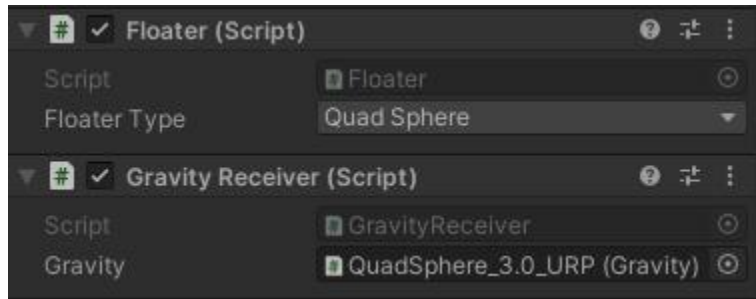 Floater (Script)
Script Floater
Floater Type Quad Sphere
Gravity Receiver (Script)
Script GravityReceiver
Gravity QuadSphere_3.0_URP (Gravity)